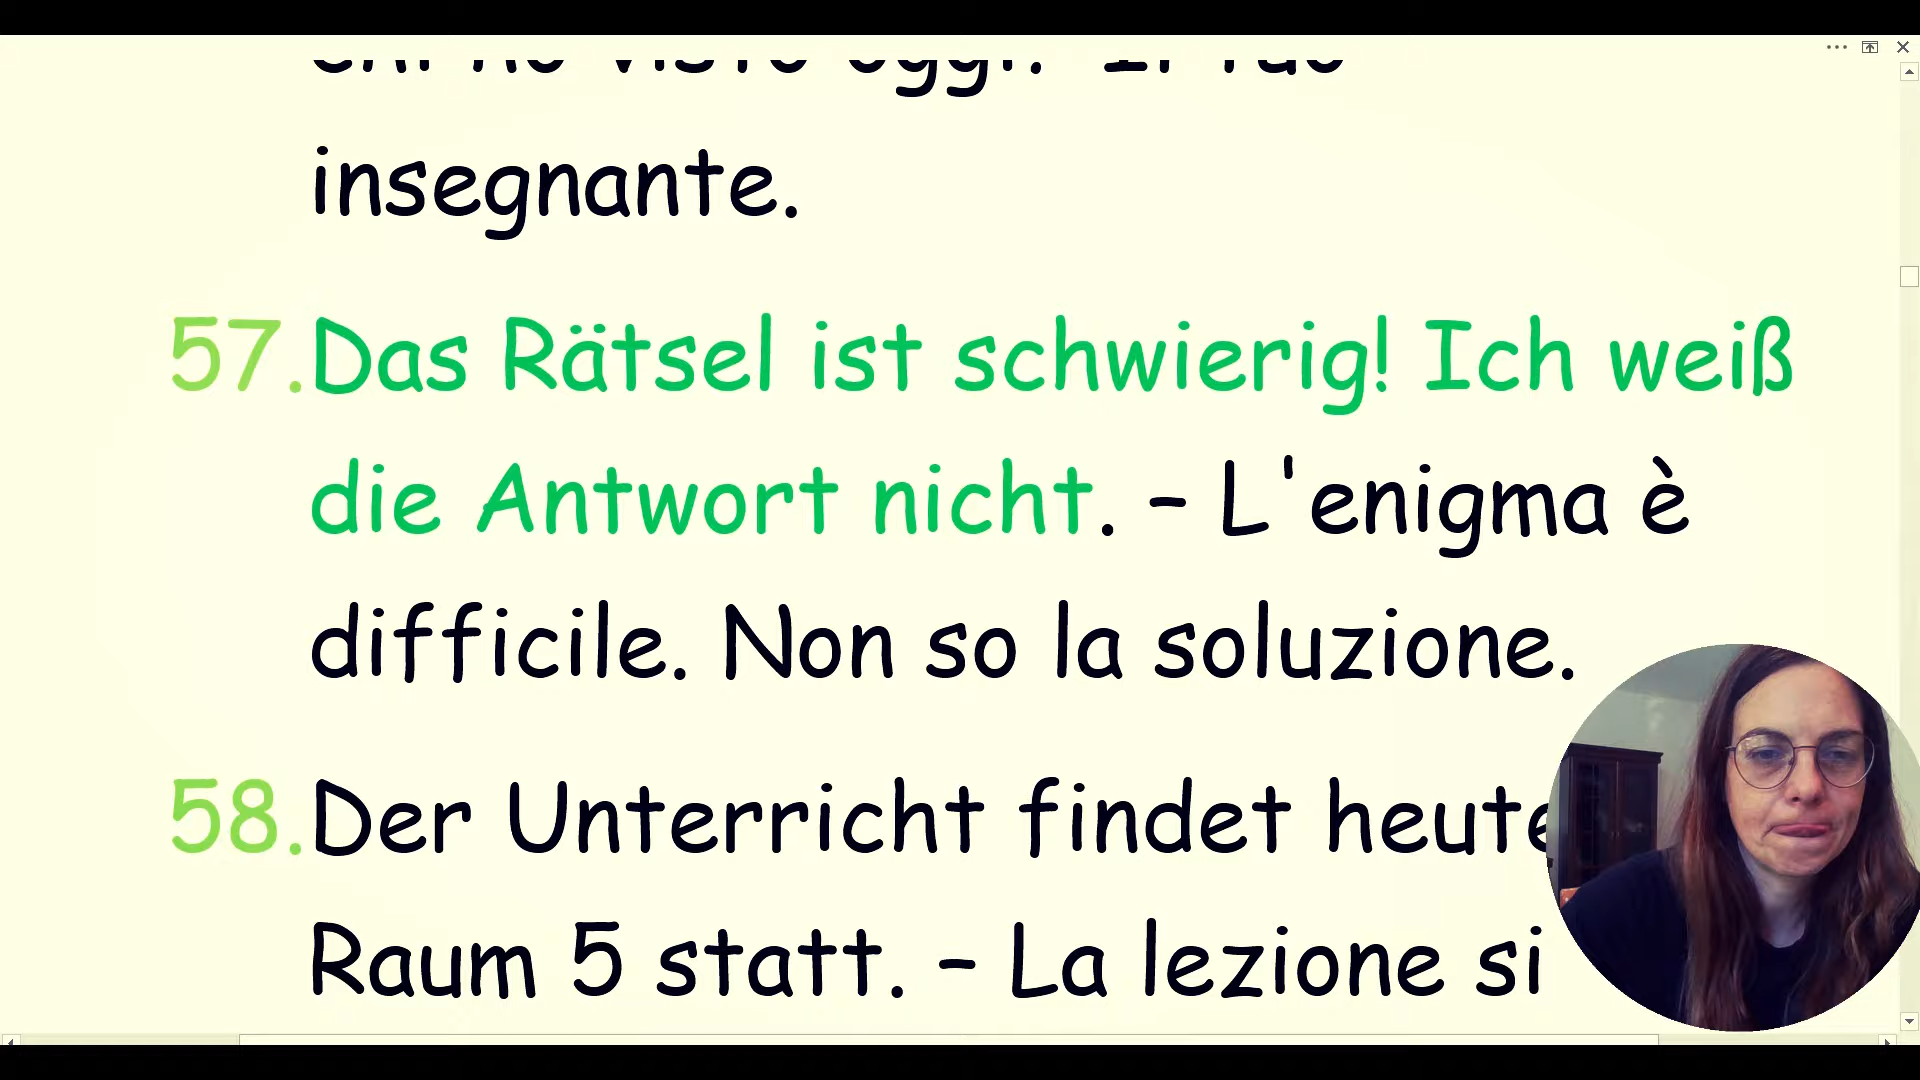 insegnante.
57.Das Rätsel ist schwierig! Ich weiß
die Antwort nicht. – L'enigma è
difficile. Non so la soluzione.
58.Der Unterricht findet heute
Raum 5 statt. – La lezione si